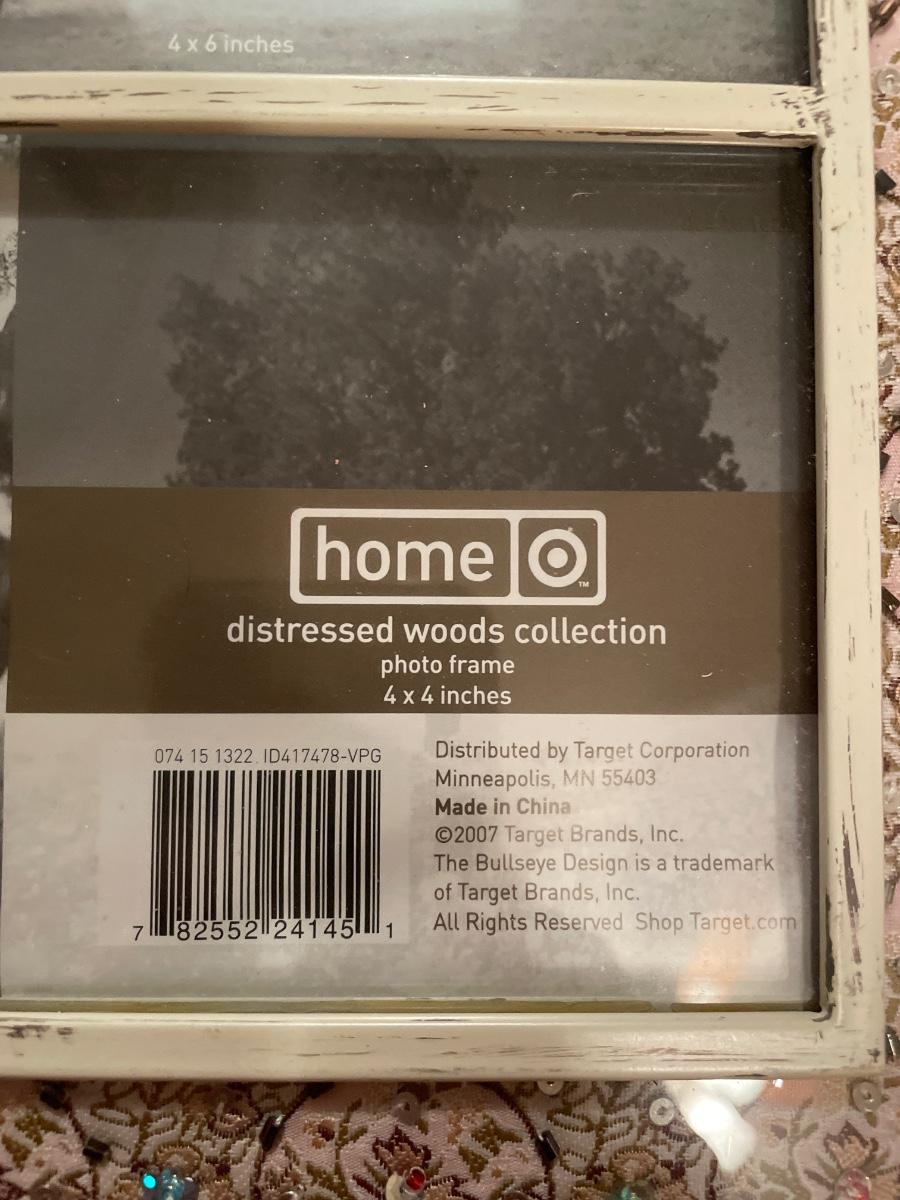 4 x 6 inches
home
TM
distressed woods collection
photo frame
4 x 4 inches
074 15 1322 ID417478-VPG
7 82552 24145 1
Distributed by Target Corporation
Minneapolis, MN 55403
Made in China
©2007 Target Brands, Inc.
The Bullseye Design is a trademark
of Target Brands, Inc.
All Rights Reserved Shop Target.com